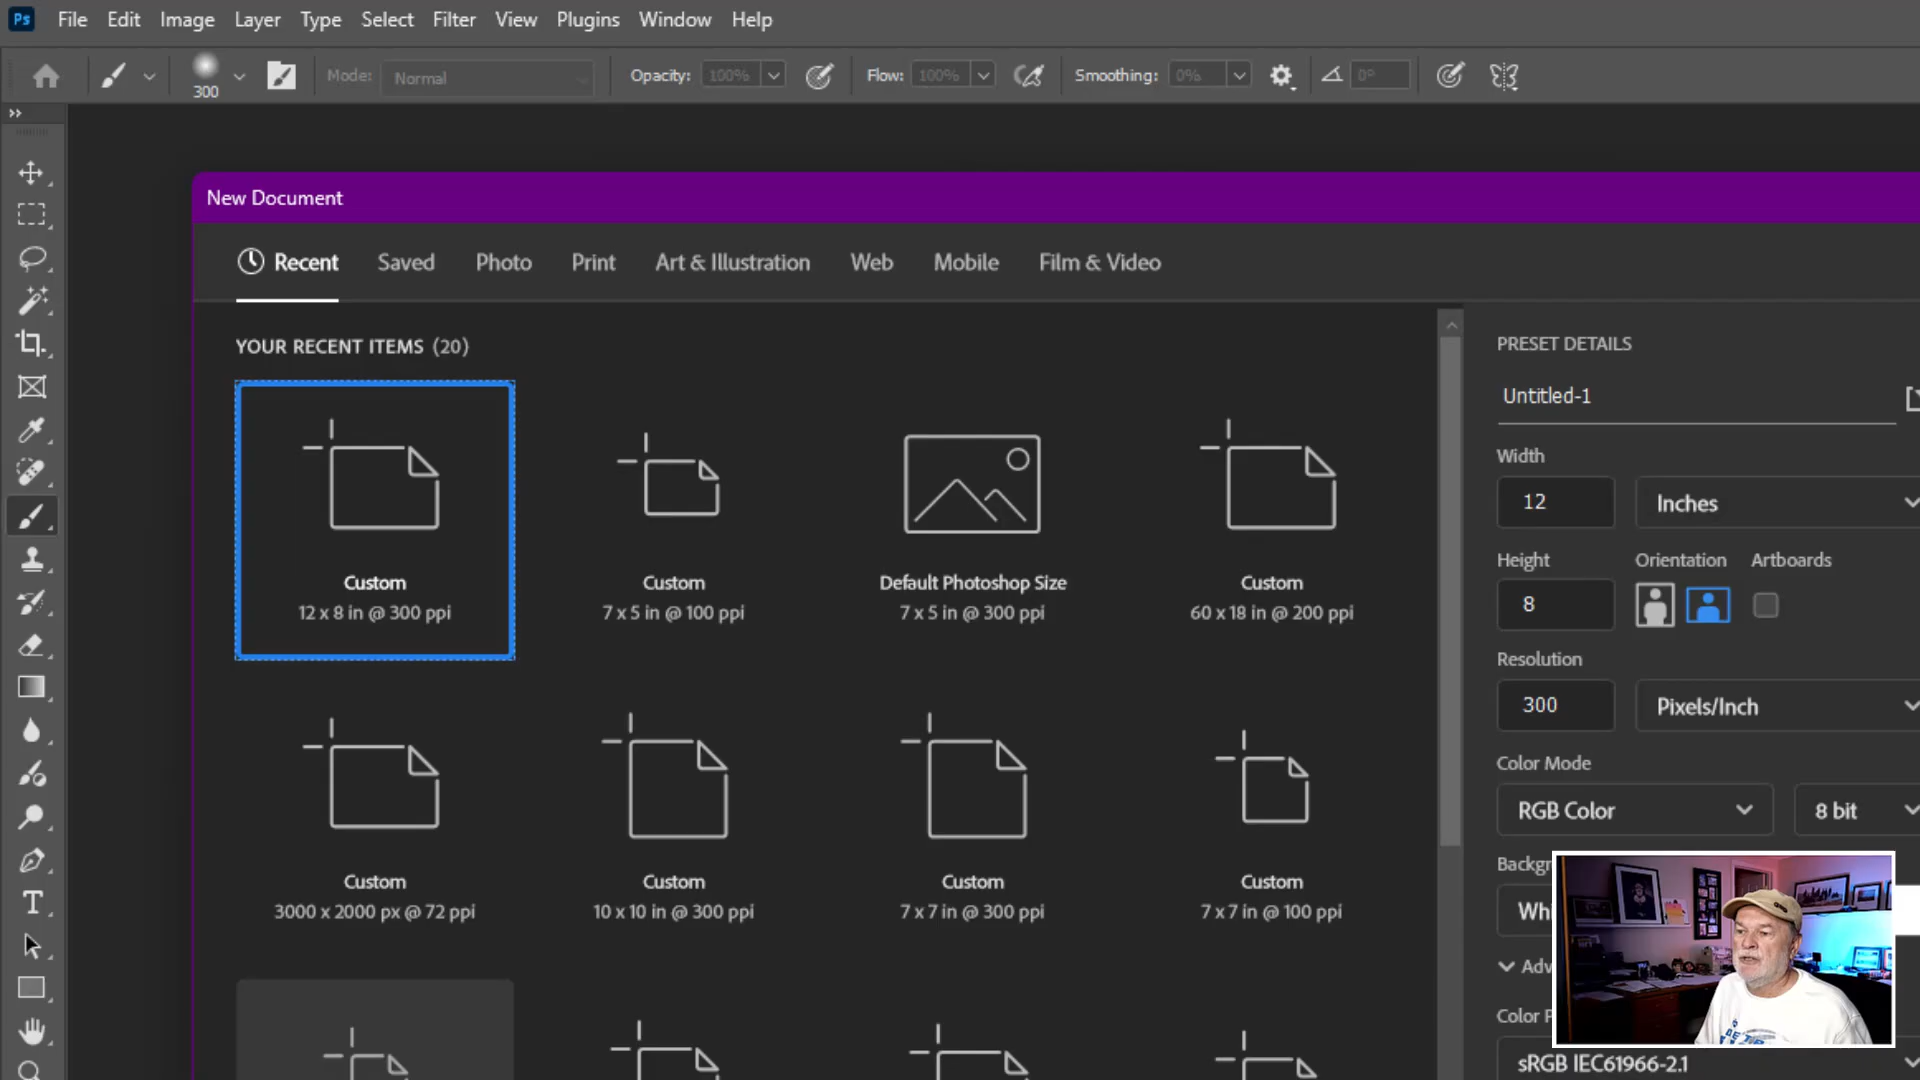 Ps File Edit Image Layer Type Select Filter View Plugins Window Help
300 Mode: Normal Opacity: 100% Flow: 100% Smoothing: 0% 0°
New Document
Recent Saved Photo Print Art & Illustration Web Mobile Film & Video
YOUR RECENT ITEMS (20)
Custom
12 x 8 in @ 300 ppi
Custom
7 x 5 in @ 100 ppi
Default Photoshop Size
7 x 5 in @ 300 ppi
Custom
60 x 18 in @ 200 ppi
Custom
3000 x 2000 px @ 72 ppi
Custom
10 x 10 in @ 300 ppi
Custom
7 x 7 in @ 300 ppi
Custom
7 x 7 in @ 100 ppi
PRESET DETAILS
Untitled-1
Width
12 Inches
Height Orientation Artboards
8
Resolution
300 Pixels/Inch
Color Mode
RGB Color 8 bit
Backgr
Whi
Adv
Color P
sRGB IEC61966-2.1